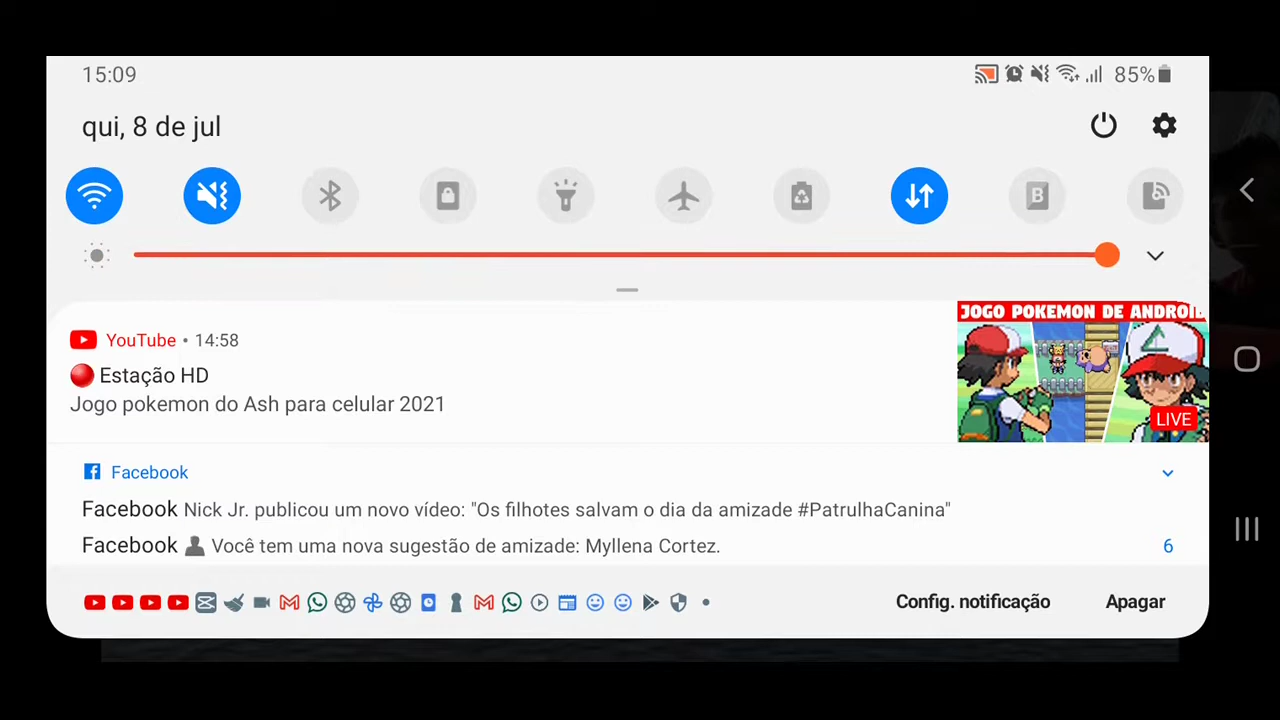 15:09
85%
qui, 8 de jul
B
YouTube • 14:58
Estação HD
Jogo pokemon do Ash para celular 2021
JOGO POKEMON DE ANDROID
LIVE
Facebook
Facebook Nick Jr. publicou um novo vídeo: "Os filhotes salvam o dia da amizade #PatrulhaCanina"
Facebook 👤 Você tem uma nova sugestão de amizade: Myllena Cortez.
6
Config. notificação
Apagar